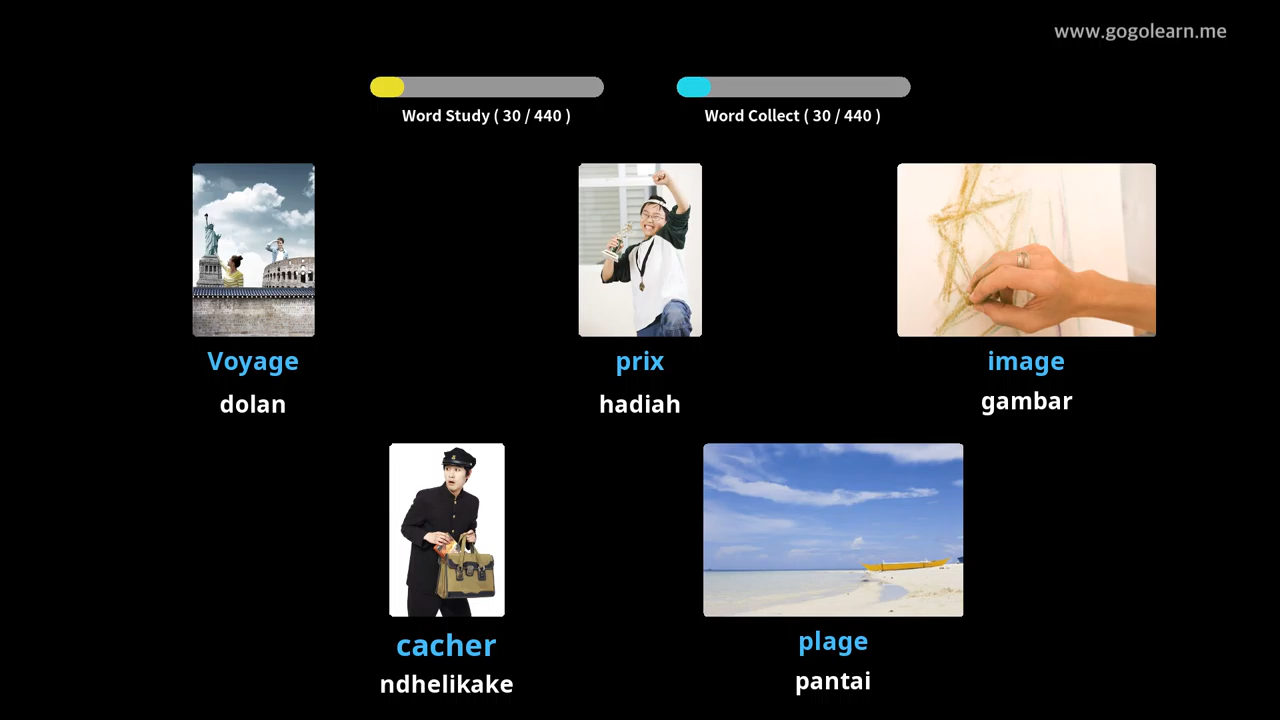 www.gogolearn.me
Word Study ( 30 / 440 )
Word Collect ( 30 / 440 )
Voyage
dolan
prix
hadiah
image
gambar
cacher
ndhelikake
plage
pantai